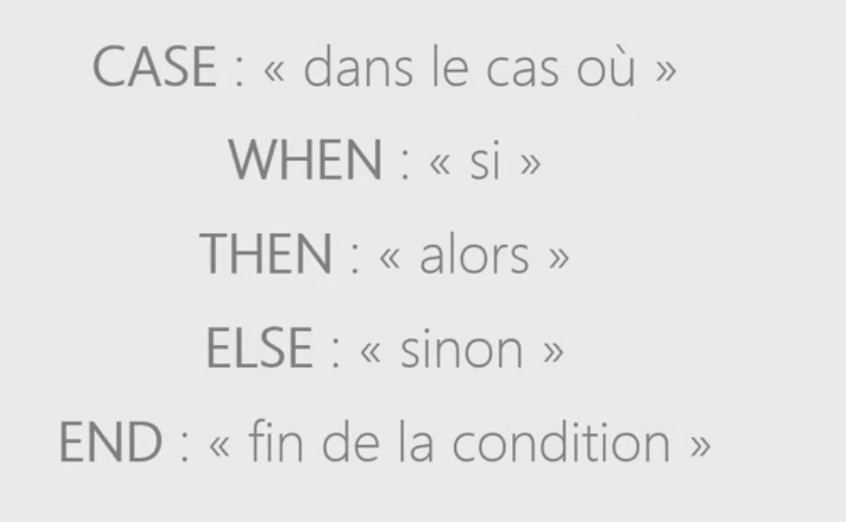 CASE : « dans le cas où »
WHEN : « si »
THEN : « alors »
ELSE : « sinon »
END : « fin de la condition »